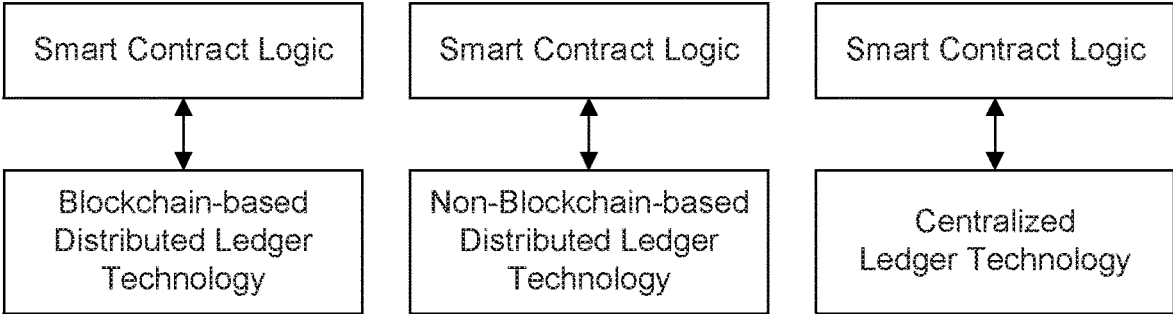 Smart Contract Logic
Smart Contract Logic
Smart Contract Logic
Blockchain-based
Distributed Ledger
Technology
Non-Blockchain-based
Distributed Ledger
Technology
Centralized
Ledger Technology